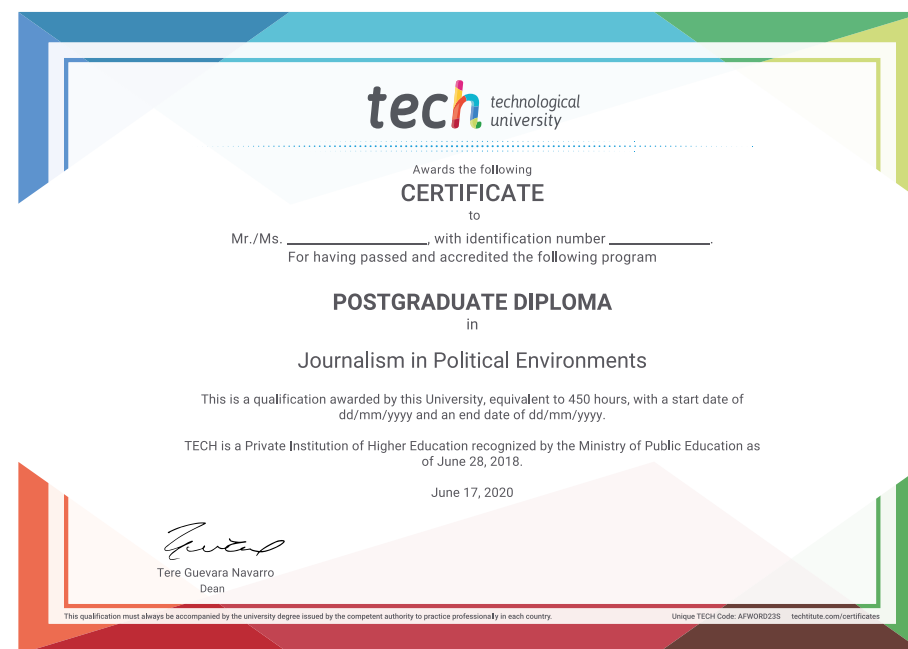 tech technological
university
Awards the following
CERTIFICATE
to
Mr./Ms. ____________________, with identification number ______________.
For having passed and accredited the following program
POSTGRADUATE DIPLOMA
in
Journalism in Political Environments
This is a qualification awarded by this University, equivalent to 450 hours, with a start date of
dd/mm/yyyy and an end date of dd/mm/yyyy.
TECH is a Private Institution of Higher Education recognized by the Ministry of Public Education as
of June 28, 2018.
June 17, 2020
Tere Guevara Navarro
Dean
This qualification must always be accompanied by the university degree issued by the competent authority to practice professionally in each country. Unique TECH Code: AFWORD23S techtitute.com/certificates